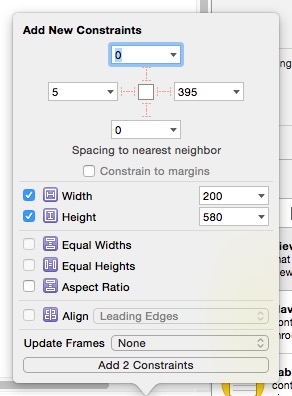 Add New Constraints
0
5
395
0
Spacing to nearest neighbor
Constrain to margins
Width
200
Height
580
Equal Widths
Equal Heights
Aspect Ratio
Align
Leading Edges
Update Frames
None
Add 2 Constraints